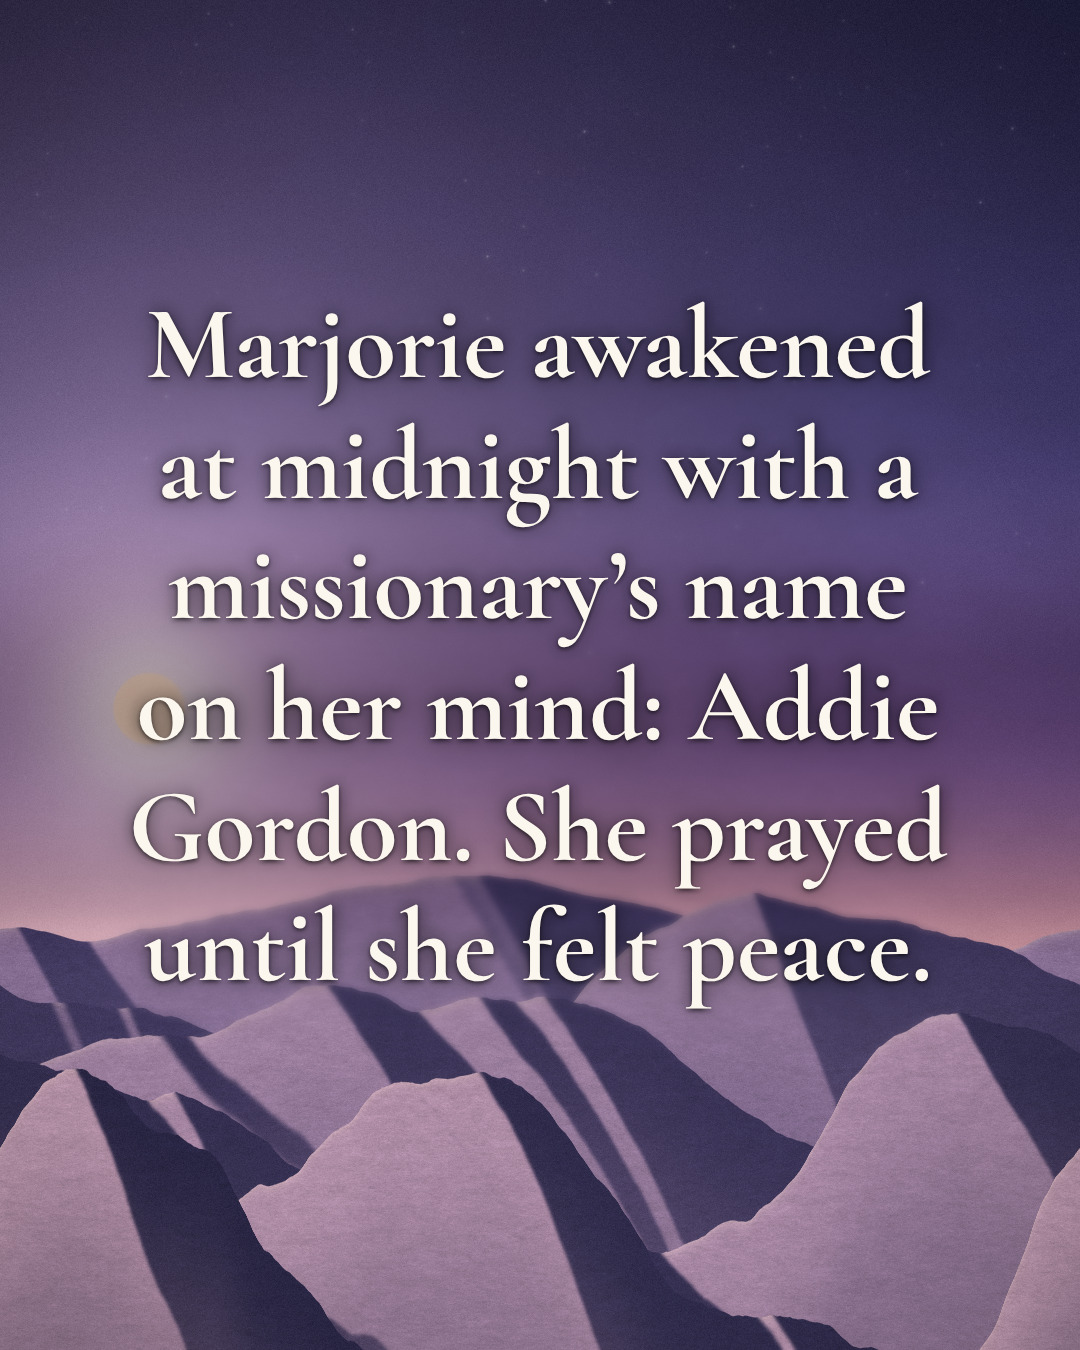 Marjorie awakened
at midnight with a
missionary’s name
on her mind: Addie
Gordon. She prayed
until she felt peace.